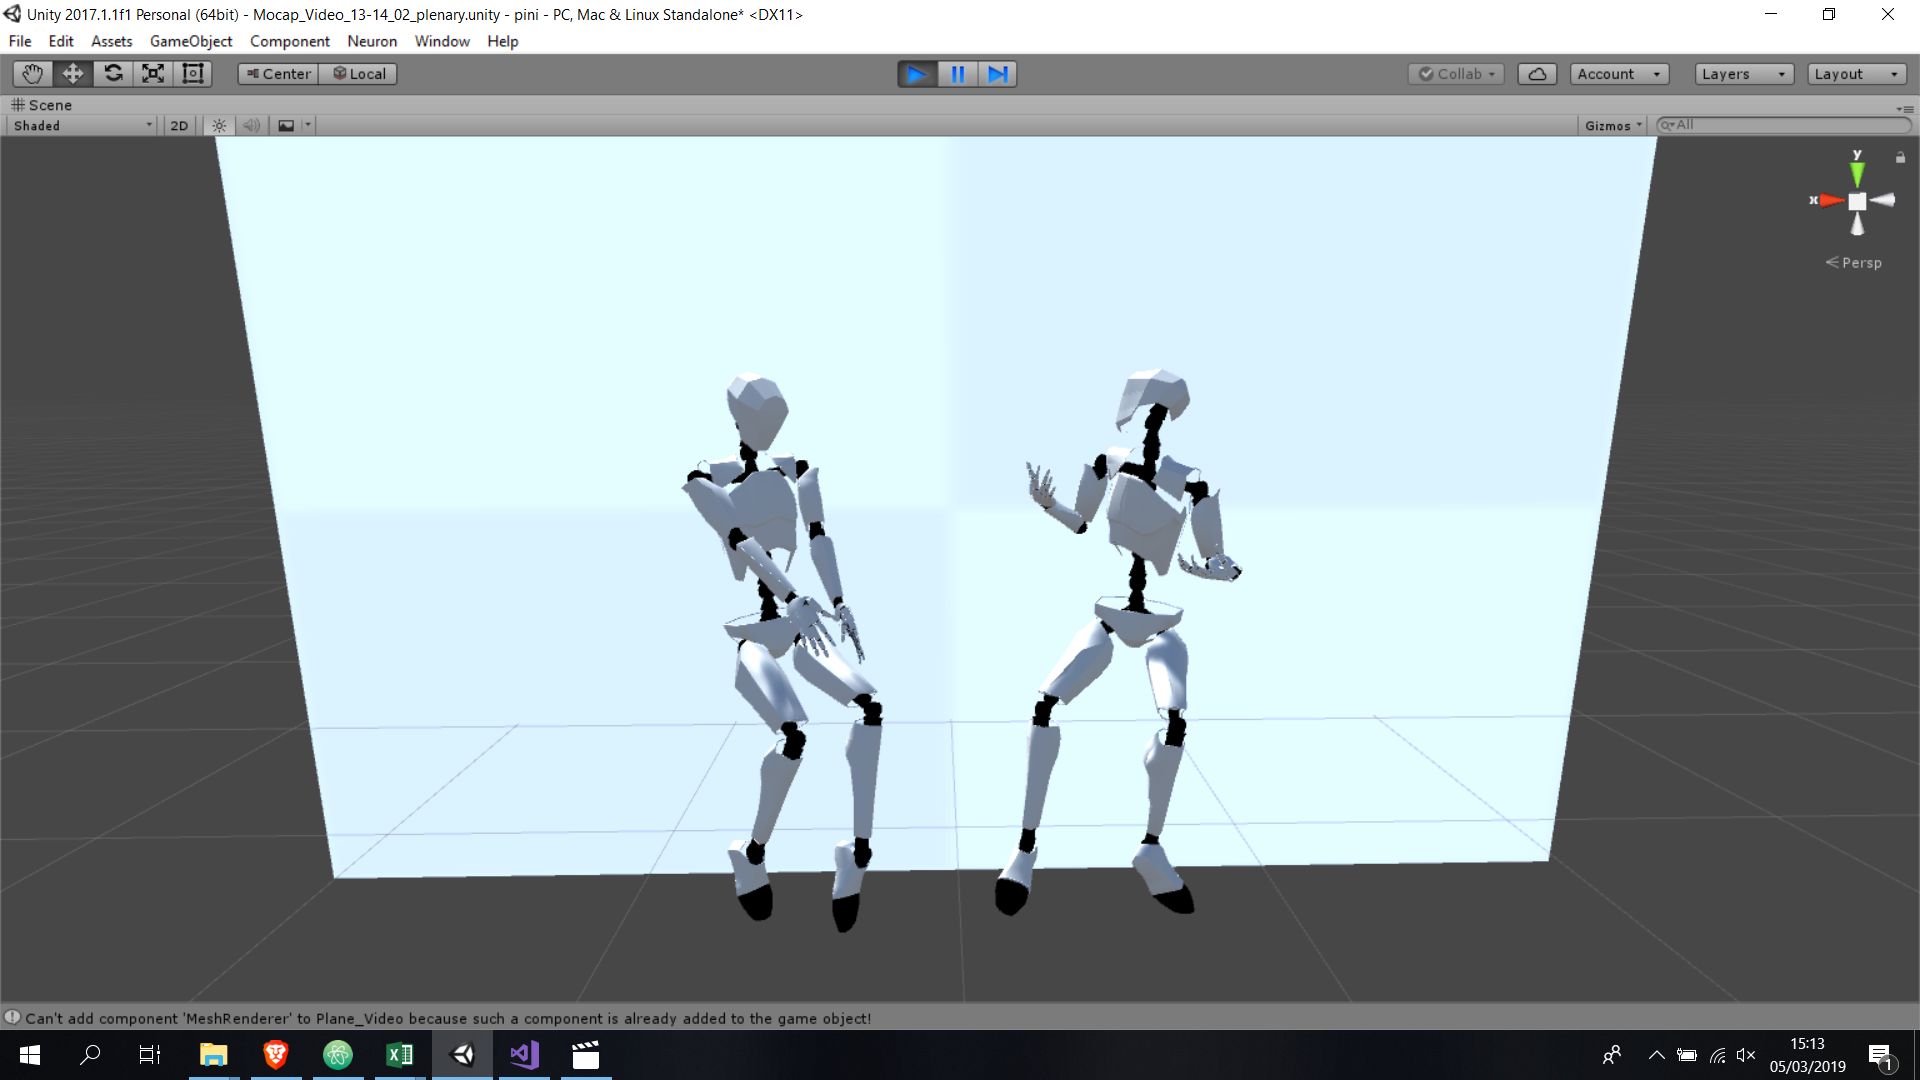 Unity 2017.1.1f1 Personal (64bit) - Mocap_Video_13-14_02_plenary.unity - pini - PC, Mac & Linux Standalone* <DX11>
File Edit Assets GameObject Component Neuron Window Help
Center Local Collab Account Layers Layout
Scene
Shaded 2D Gizmos All
y
x
Persp
Can't add component 'MeshRenderer' to Plane_Video because such a component is already added to the game object!
15:13
05/03/2019
1